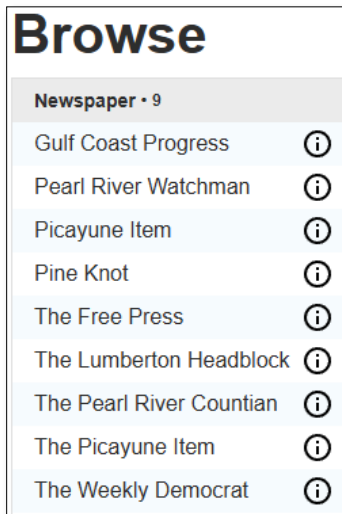 Browse
Newspaper • 9
Gulf Coast Progress
Pearl River Watchman
Picayune Item
Pine Knot
The Free Press
The Lumberton Headblock
The Pearl River Countian
The Picayune Item
The Weekly Democrat